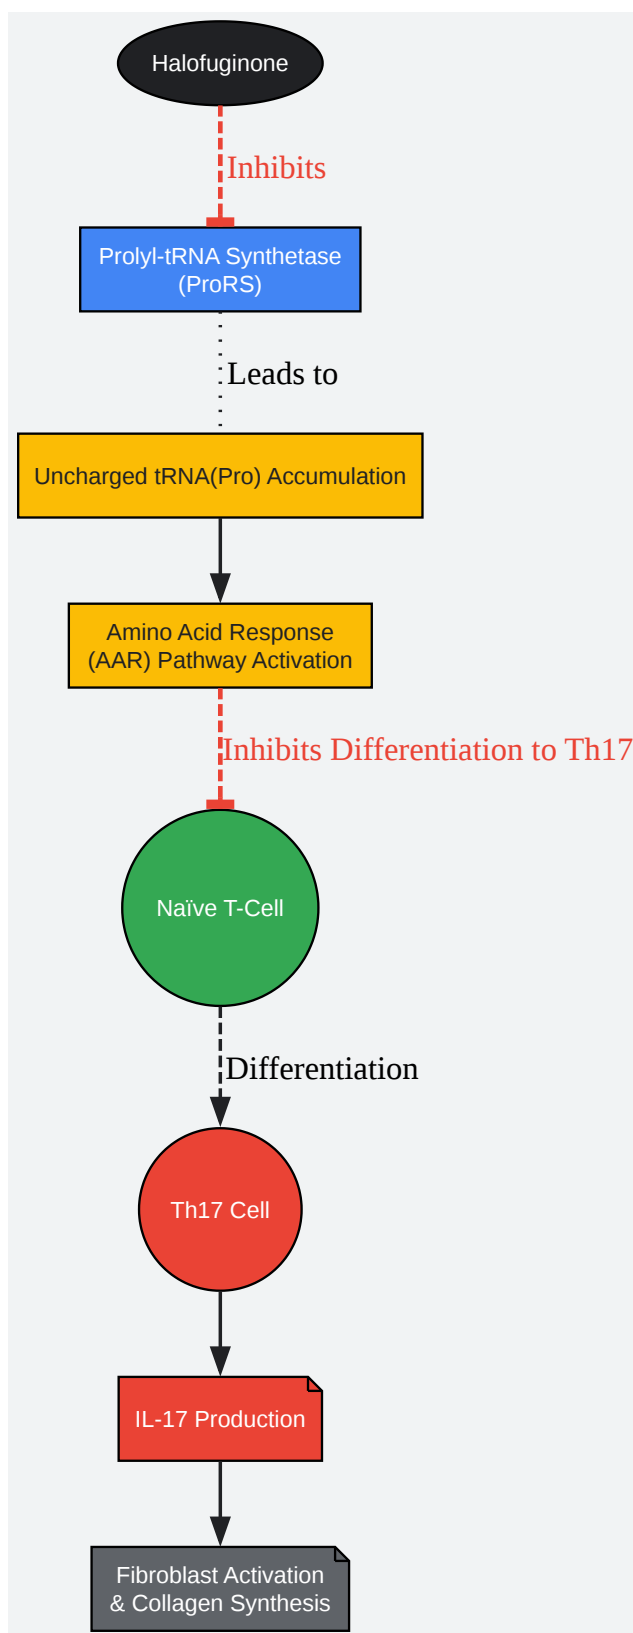 Halofuginone
Inhibits
Prolyl-tRNA Synthetase
(ProRS)
Leads to
Uncharged tRNA(Pro) Accumulation
Amino Acid Response
(AAR) Pathway Activation
Inhibits Differentiation to Th17
Naïve T-Cell
Differentiation
Th17 Cell
IL-17 Production
Fibroblast Activation
& Collagen Synthesis